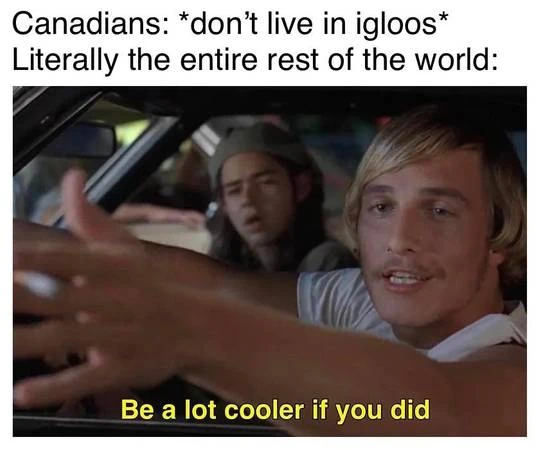 Canadians: *don't live in igloos*
Literally the entire rest of the world:
Be a lot cooler if you did